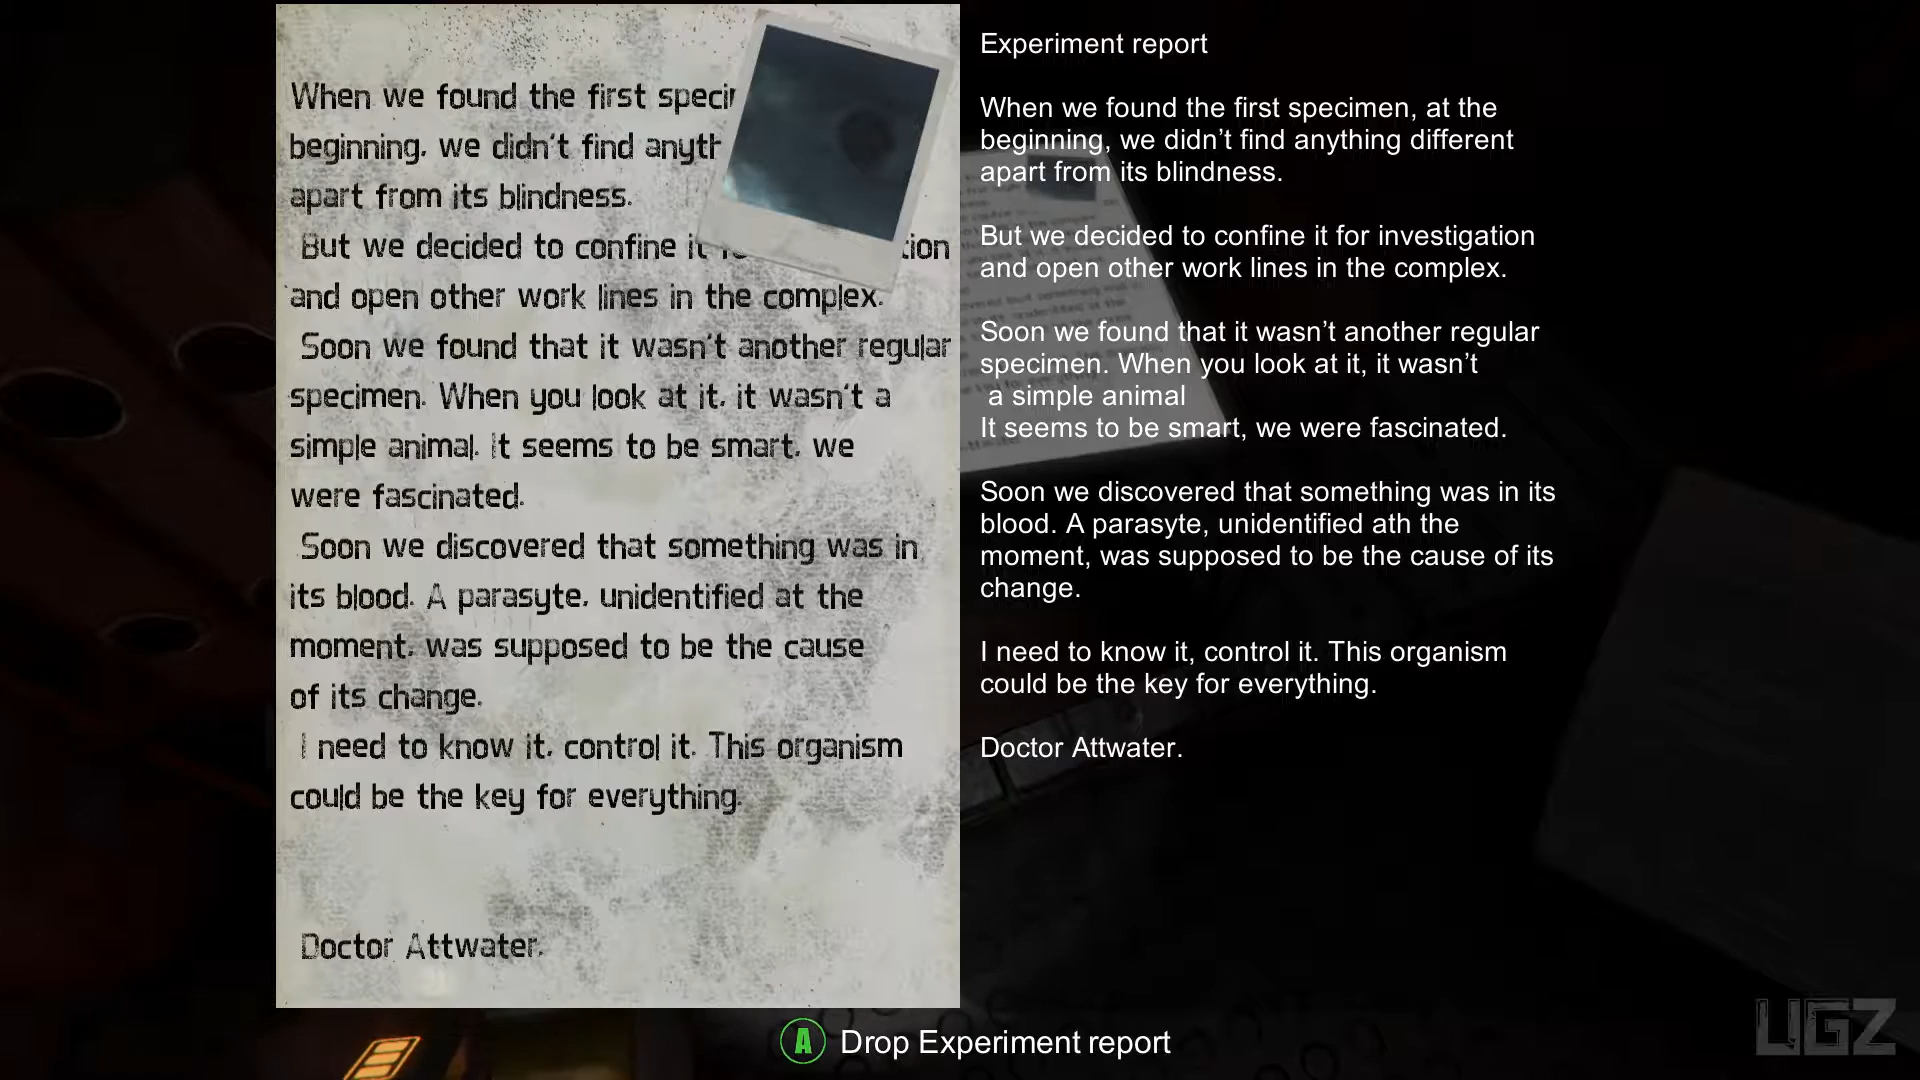 When we found the first
beginning, we didn't find
apart from its blindness.
But we decided to confine it
and open other work lines in the complex.
Soon we found that it wasn't another regular
specimen. When you look at it, it wasn't a
simple animal. It seems to be smart, we
were fascinated.
Soon we discovered that something was in
its blood. A parasyte, unidentified at the
moment, was supposed to be the cause
of its change.
I need to know it, control it. This organism
could be the key for everything.
Doctor Attwater.
Experiment report
When we found the first specimen, at the
beginning, we didn't find anything different
apart from its blindness.
But we decided to confine it for investigation
and open other work lines in the complex.
Soon we found that it wasn't another regular
specimen. When you look at it, it wasn't
a simple animal
It seems to be smart, we were fascinated.
Soon we discovered that something was in its
blood. A parasyte, unidentified ath the
moment, was supposed to be the cause of its
change.
I need to know it, control it. This organism
could be the key for everything.
Doctor Attwater.
A Drop Experiment report
UGZ